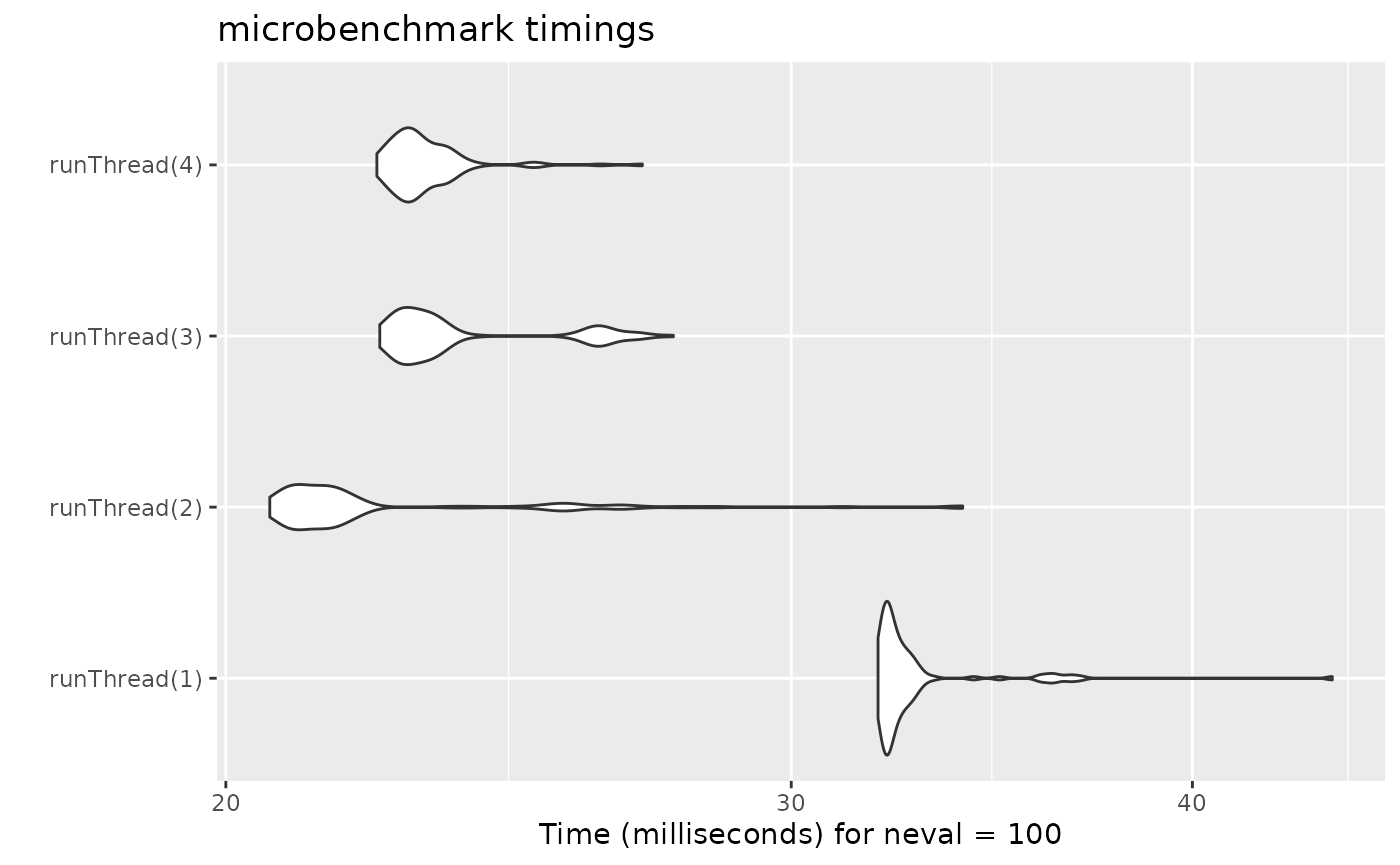 microbenchmark timings
runThread(4)
runThread(3)
runThread(2)
runThread(1)
20 30 40
Time (milliseconds) for neval = 100